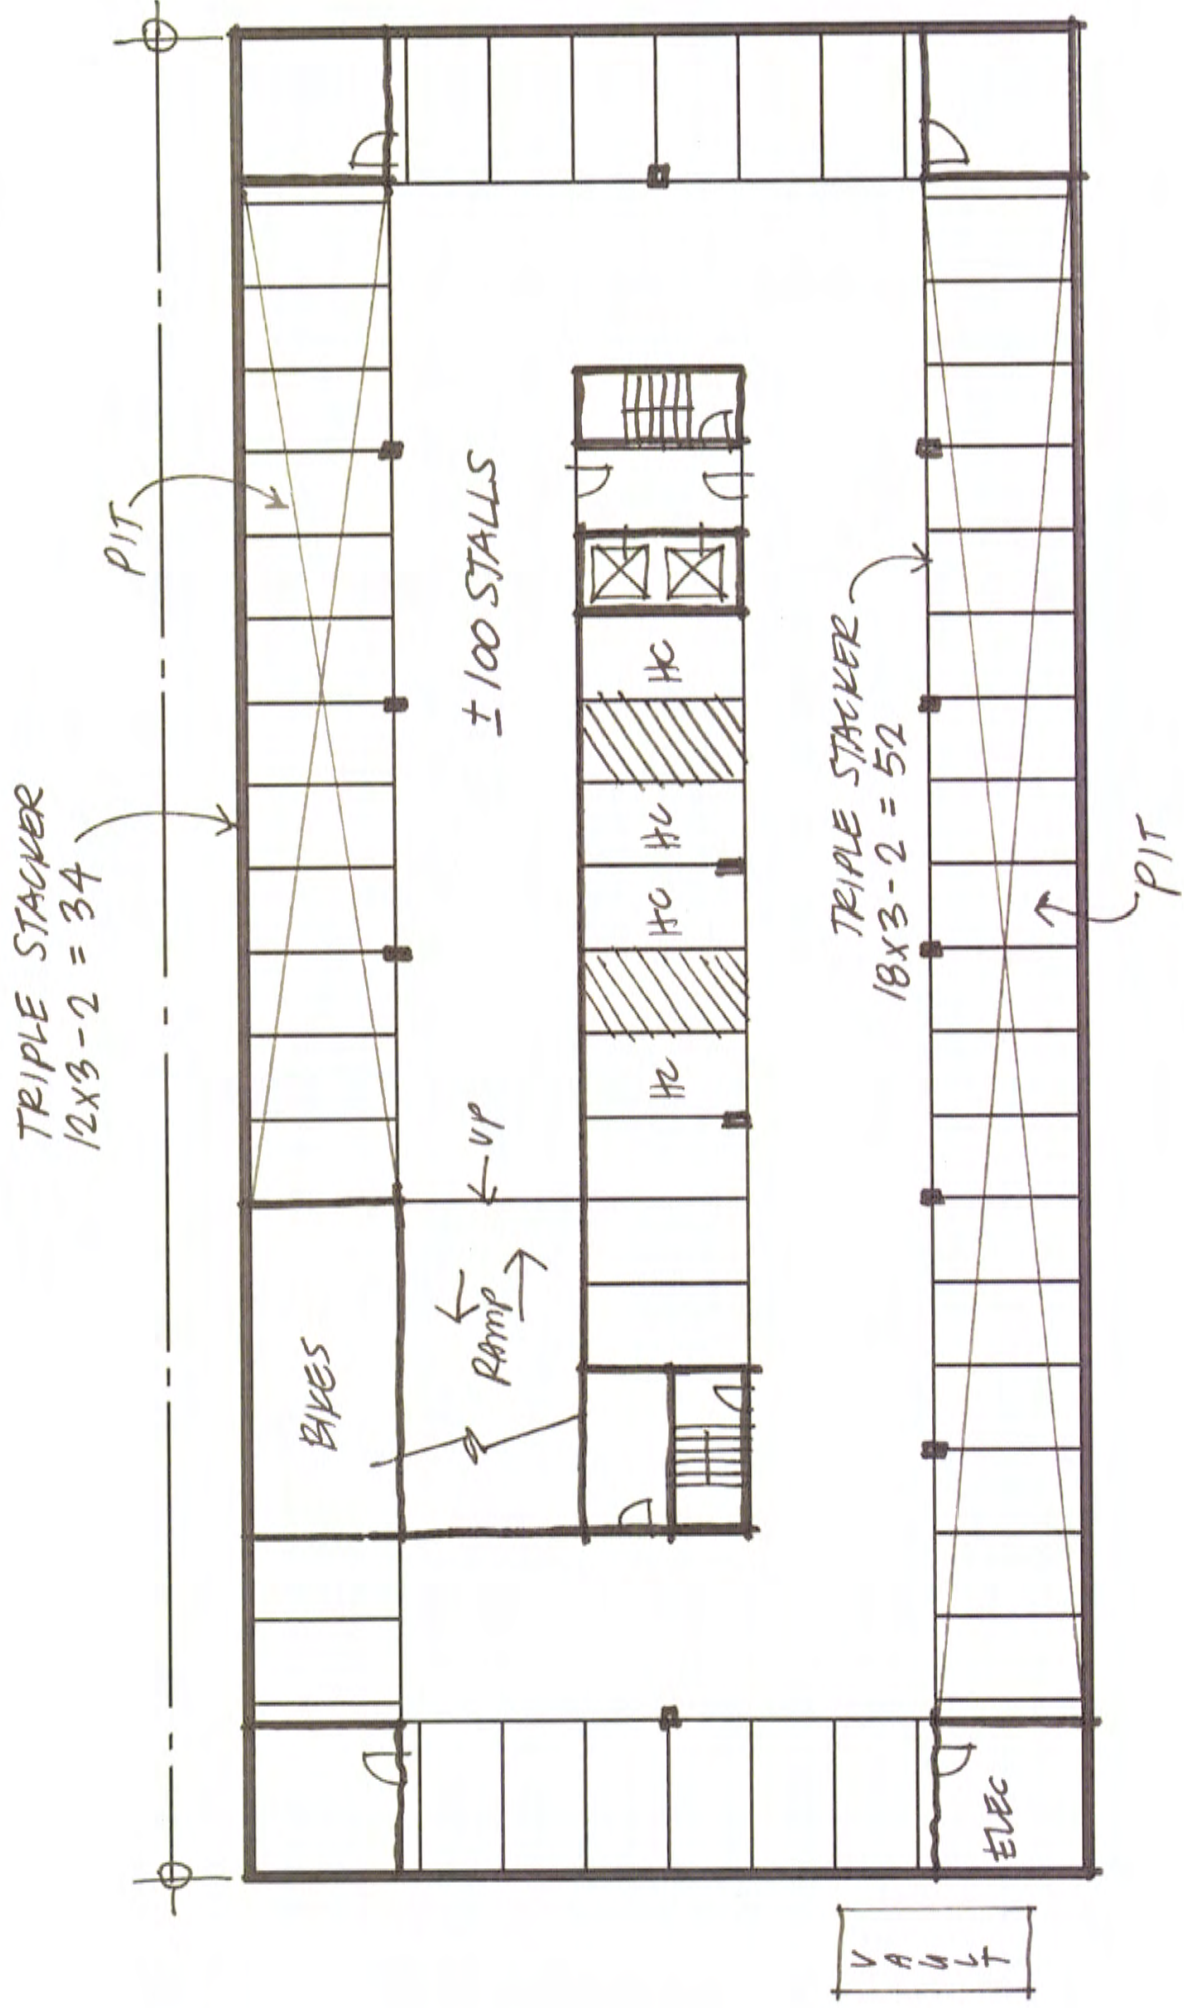 TRIPLE STACKER
12x3-2 = 34
PIT
± 100 STALLS
BIKES
UP
RAMP
HC
HC
HC
HC
TRIPLE STACKER
18x3-2 = 52
PIT
ELEC
VAULT